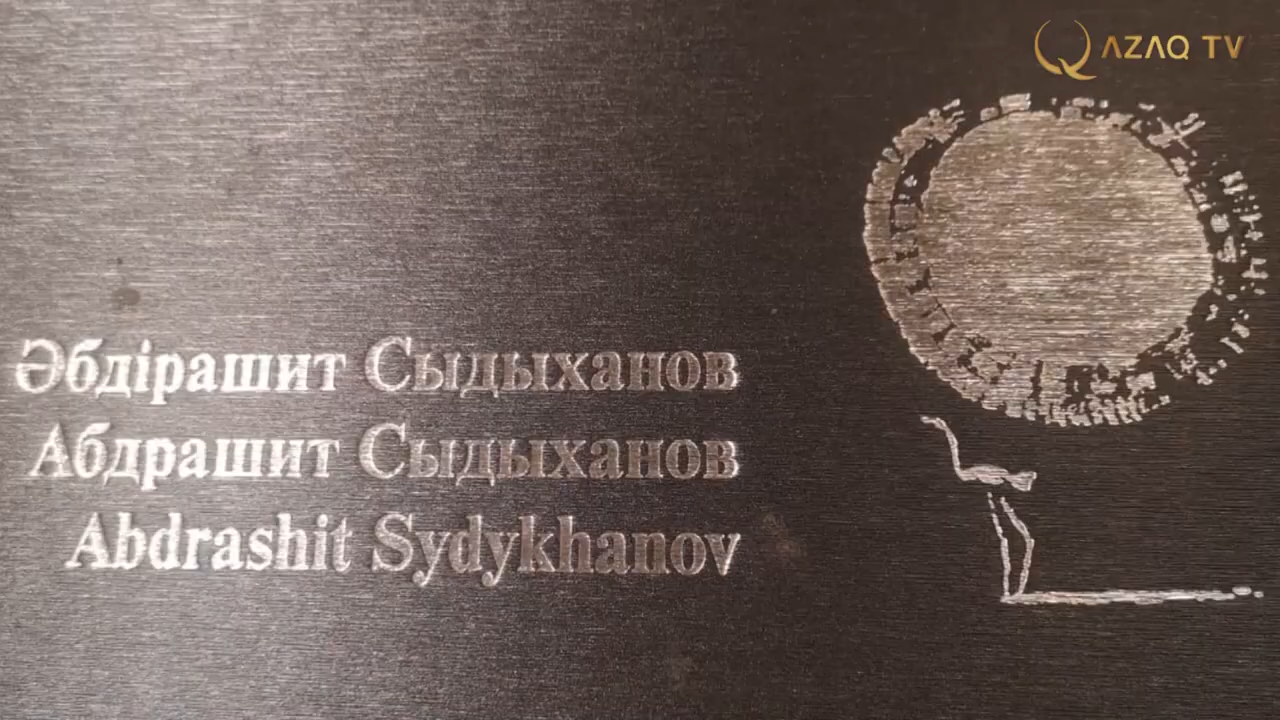 QAZAQ TV
Әбдірашит Сыдыханов
Абдрашит Сыдыханов
Abdrashit Sydykhanov